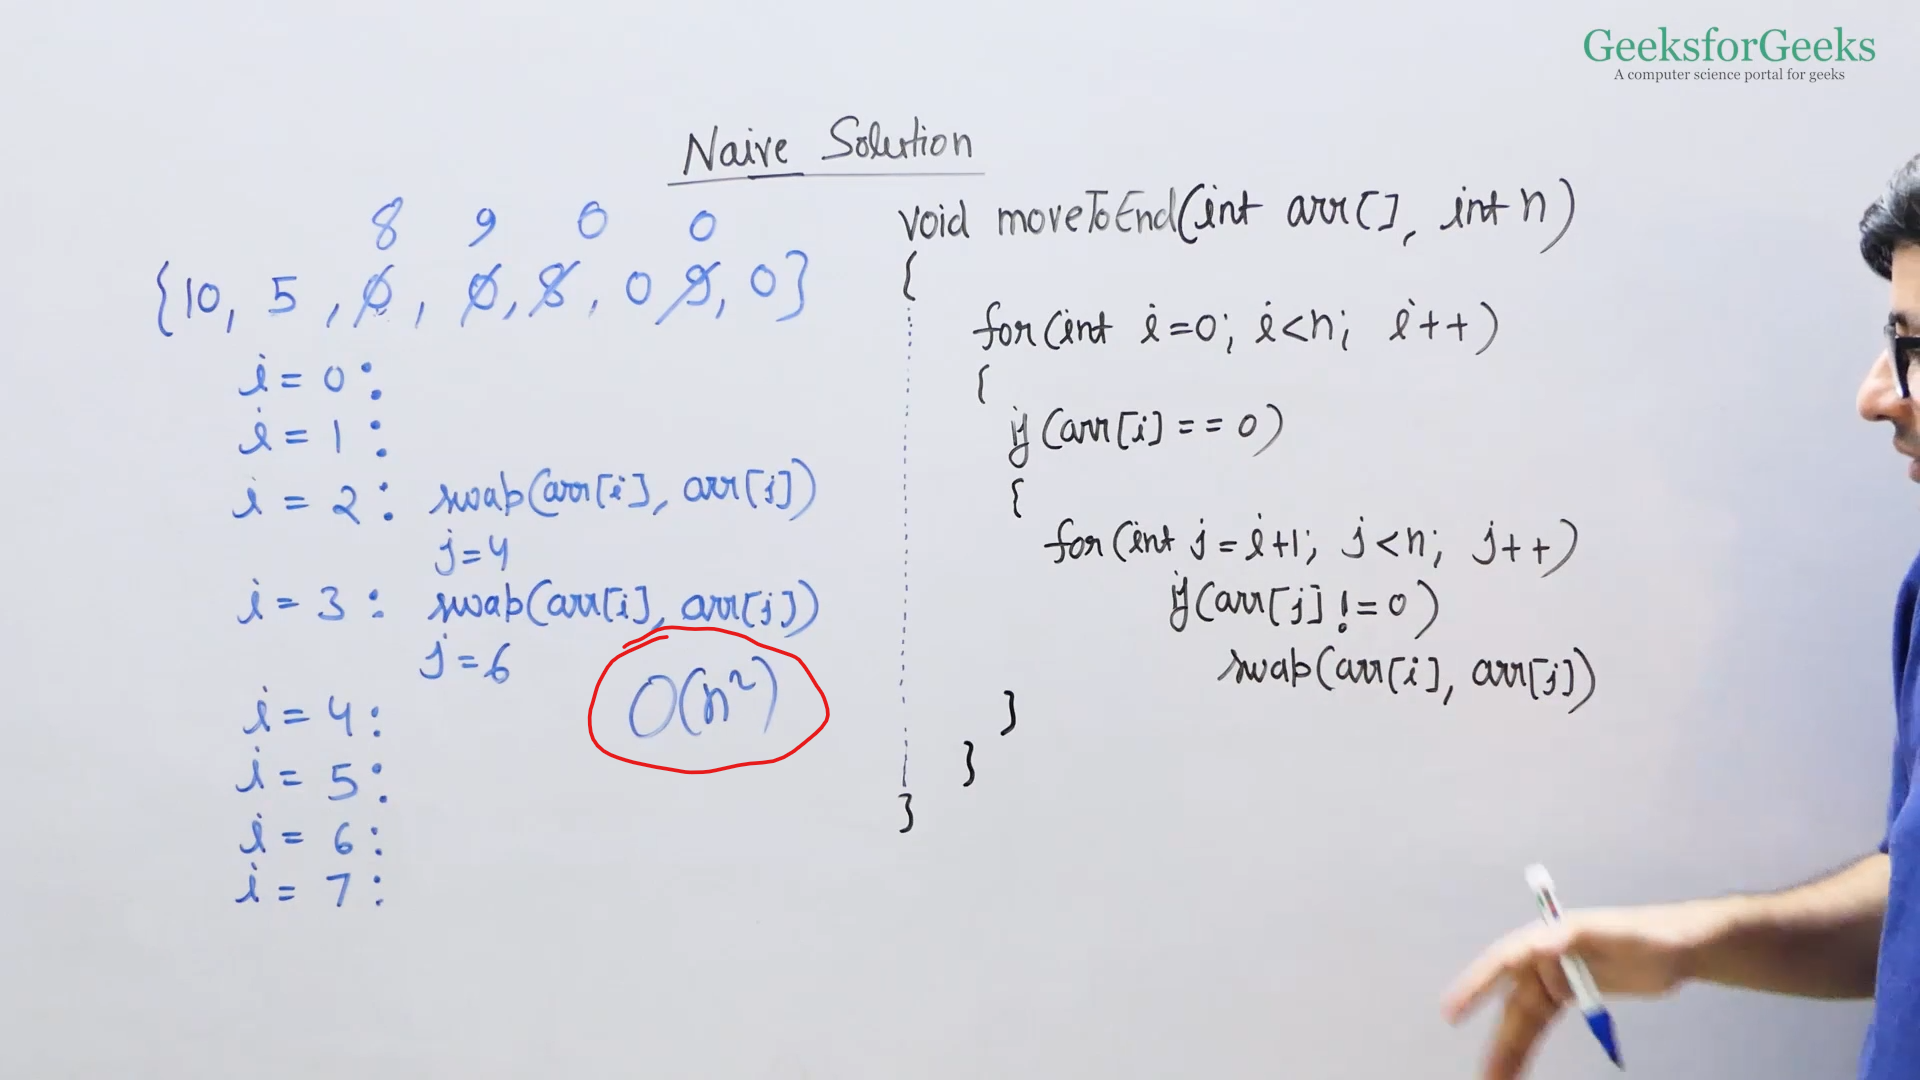 GeeksforGeeks
A computer science portal for geeks
Naive Solution
8 9 0 0
{10, 5, 0, 0, 8, 0 9, 0}
i = 0 :
i = 1 :
i = 2 : swap(arr[i], arr[j])
j=4
i = 3 : swap(arr[i], arr[j])
j=6
O(n²)
i = 4 :
i = 5 :
i = 6 :
i = 7 :
void moveToEnd(int arr[], int n)
{
for(int i=0; i<n; i++)
{
if(arr[i] == 0)
{
for(int j=i+1; j<n; j++)
if(arr[j] != 0)
swap(arr[i], arr[j])
}
}
}